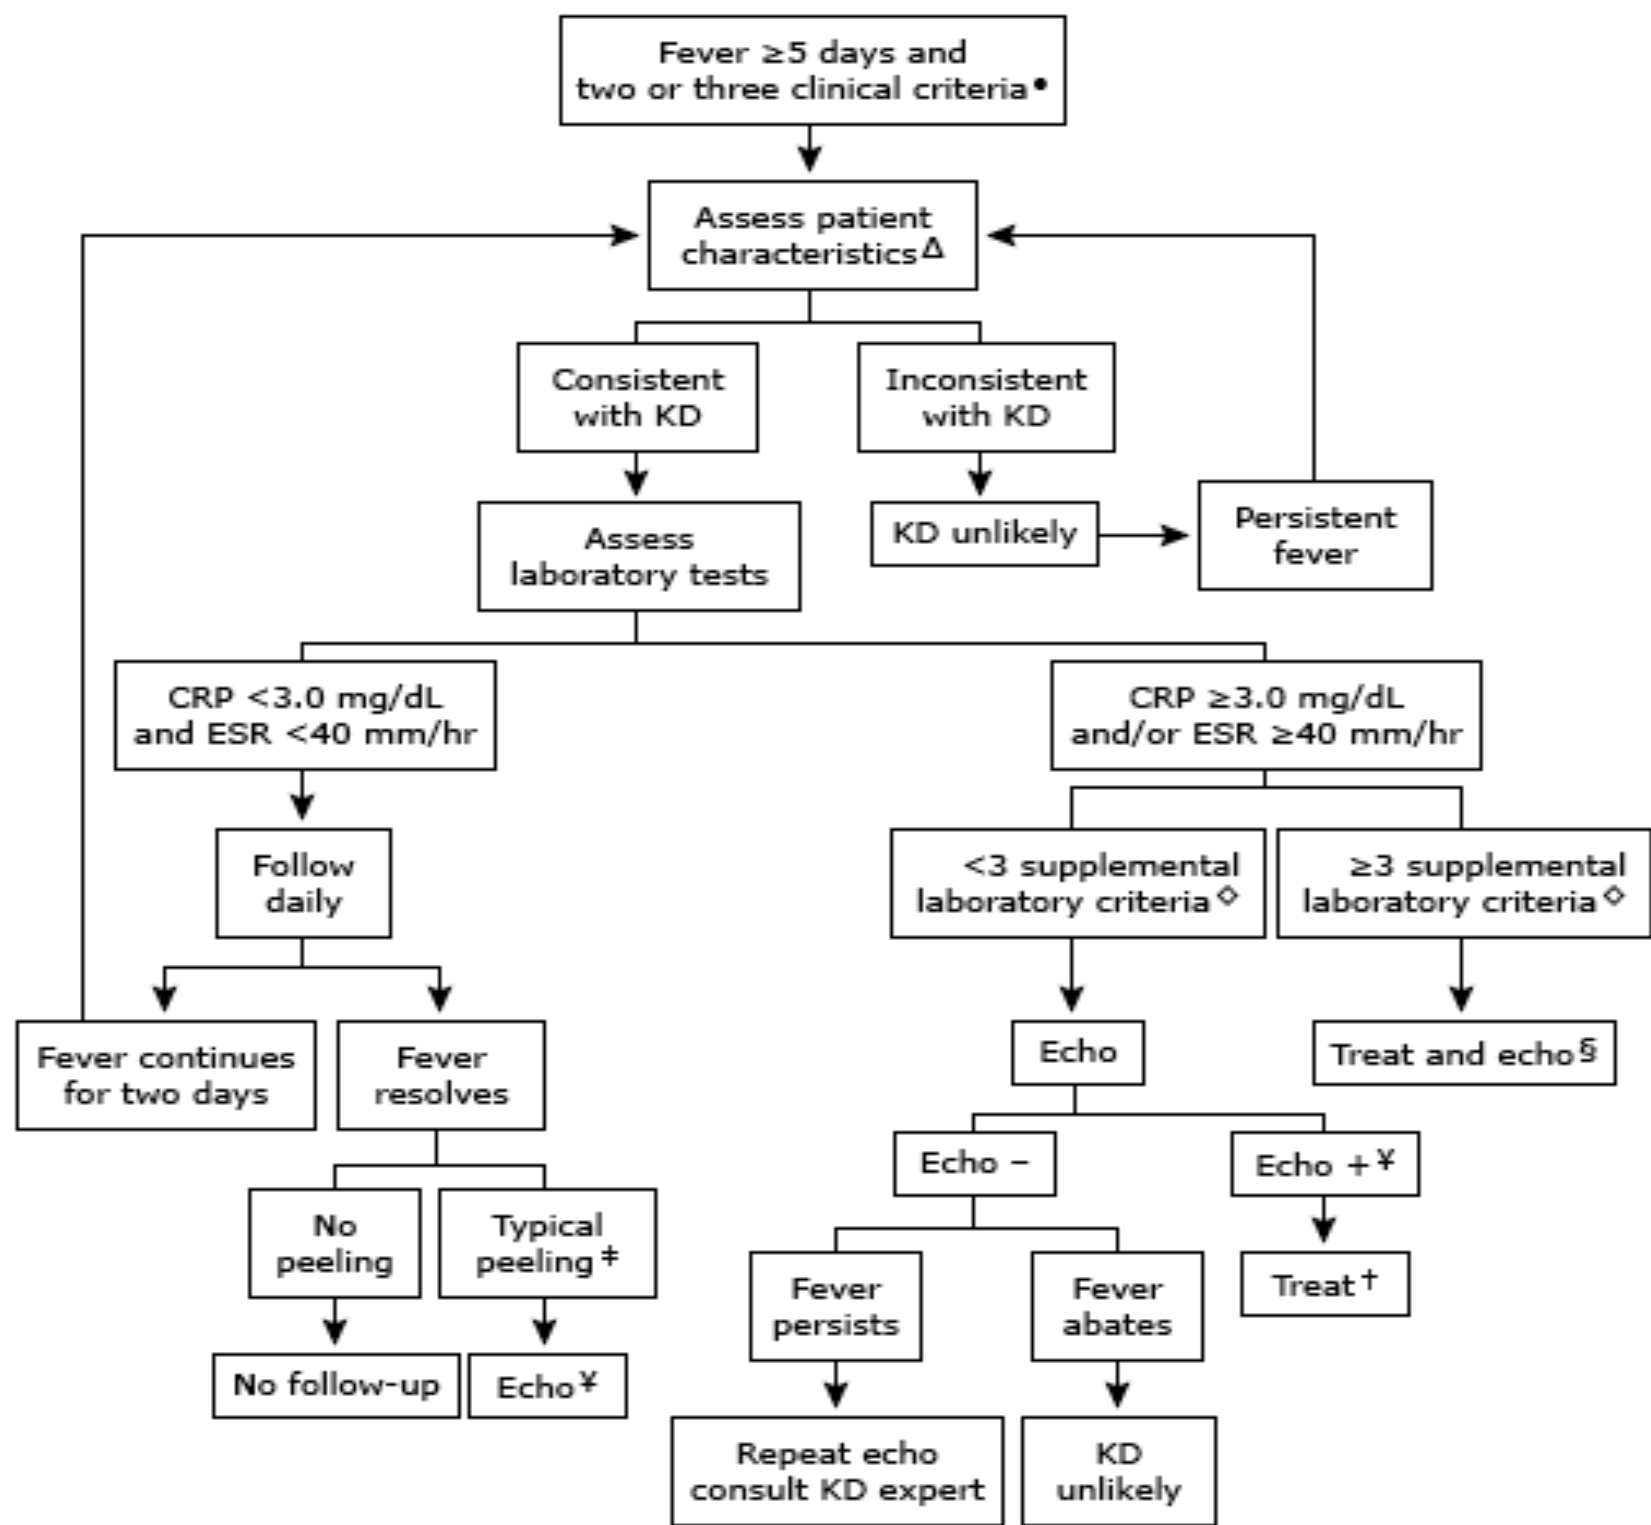 Fever ≥5 days and
two or three clinical criteria•
Assess patient
characteristicsΔ
Consistent
with KD
Inconsistent
with KD
Assess
laboratory tests
KD unlikely
Persistent
fever
CRP <3.0 mg/dL
and ESR <40 mm/hr
CRP ≥3.0 mg/dL
and/or ESR ≥40 mm/hr
Follow
daily
<3 supplemental
laboratory criteria◇
≥3 supplemental
laboratory criteria◇
Fever continues
for two days
Fever
resolves
Echo
Treat and echo§
No
peeling
Typical
peeling‡
Echo –
Echo +¥
No follow-up
Echo¥
Fever
persists
Fever
abates
Treat†
Repeat echo
consult KD expert
KD
unlikely